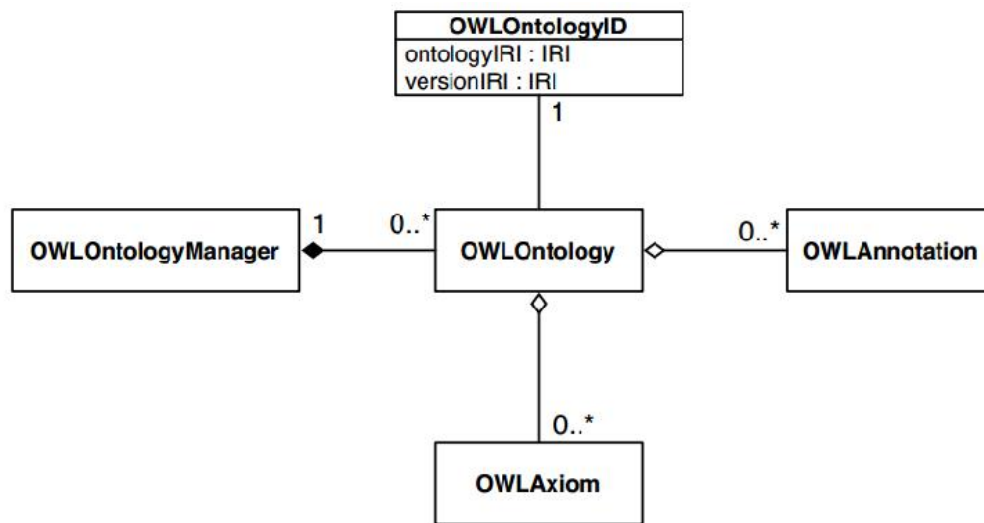 OWLOntologyID
ontologyIRI : IRI
versionIRI : IRI
1
1
0..*
0..*
OWLOntologyManager
OWLOntology
OWLAnnotation
0..*
OWLAxiom